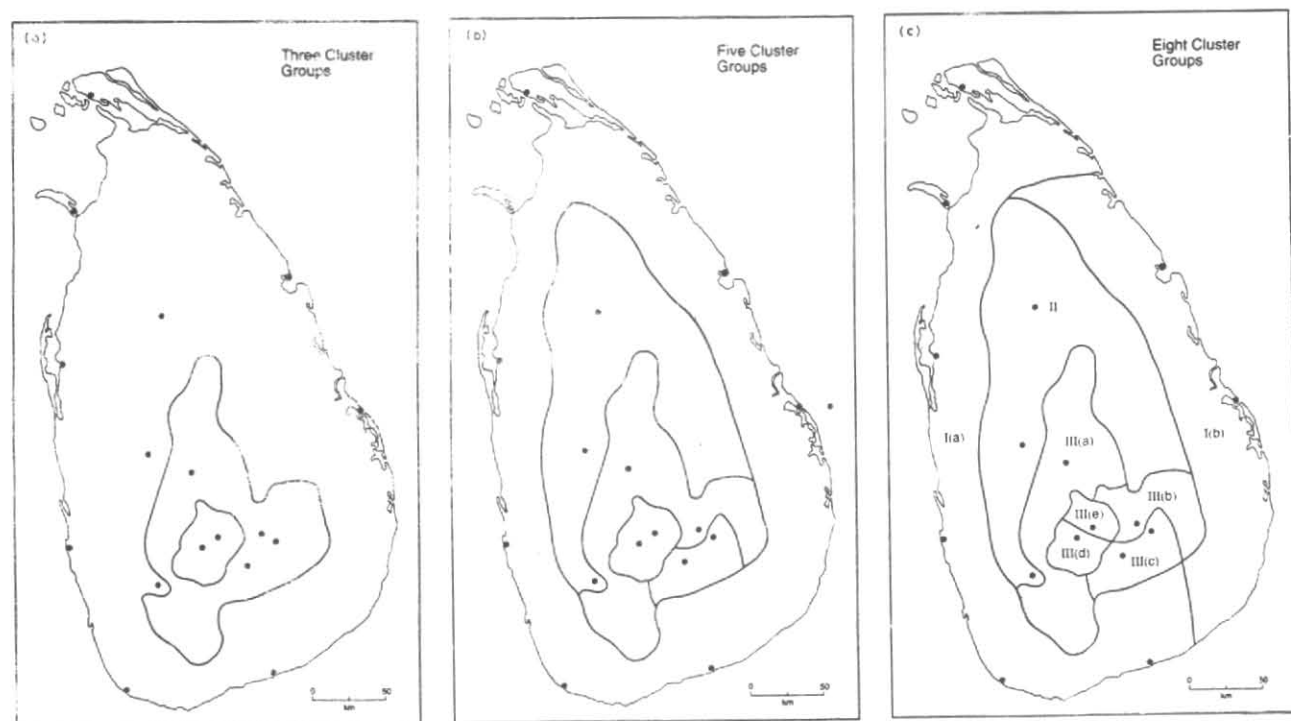 (a)
Three Cluster
Groups
0 50
km
(b)
Five Cluster
Groups
0 50
km
(c)
Eight Cluster
Groups
II
I(a)
III(a)
I(b)
III(b)
III(e)
III(d)
III(c)
0 50
km